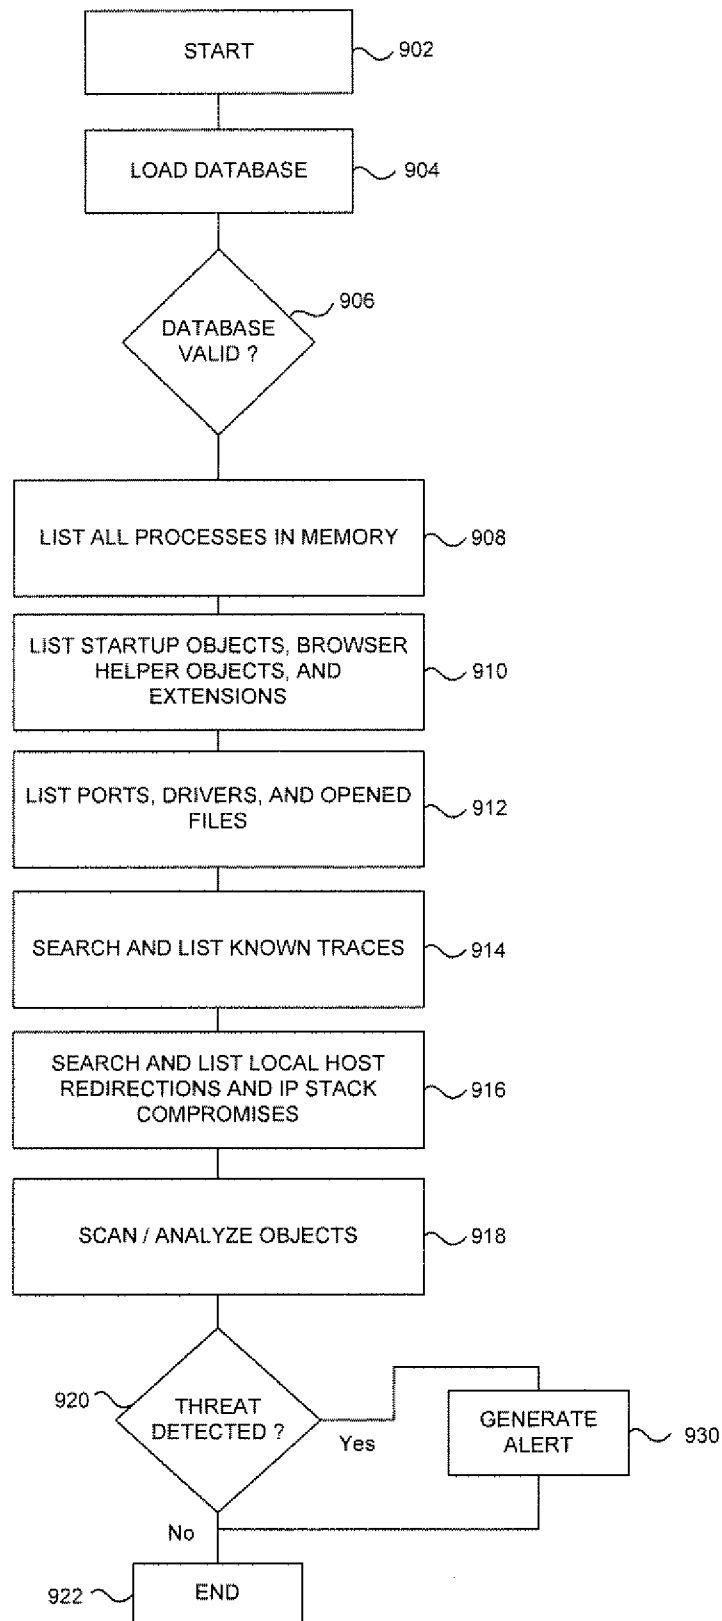 START
902
LOAD DATABASE
904
906
DATABASE
VALID ?
LIST ALL PROCESSES IN MEMORY
908
LIST STARTUP OBJECTS, BROWSER
HELPER OBJECTS, AND
EXTENSIONS
910
LIST PORTS, DRIVERS, AND OPENED
FILES
912
SEARCH AND LIST KNOWN TRACES
914
SEARCH AND LIST LOCAL HOST
REDIRECTIONS AND IP STACK
COMPROMISES
916
SCAN / ANALYZE OBJECTS
918
920
THREAT
DETECTED ?
Yes
GENERATE
ALERT
930
No
END
922